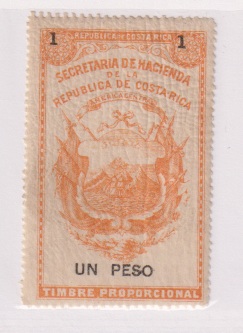 REPUBLICA DE COSTA RICA
1 1
SECRETARIA DE HACIENDA
DE LA
REPUBLICA DE COSTA RICA
UN PESO
TIMBRE PROPORCIONAL